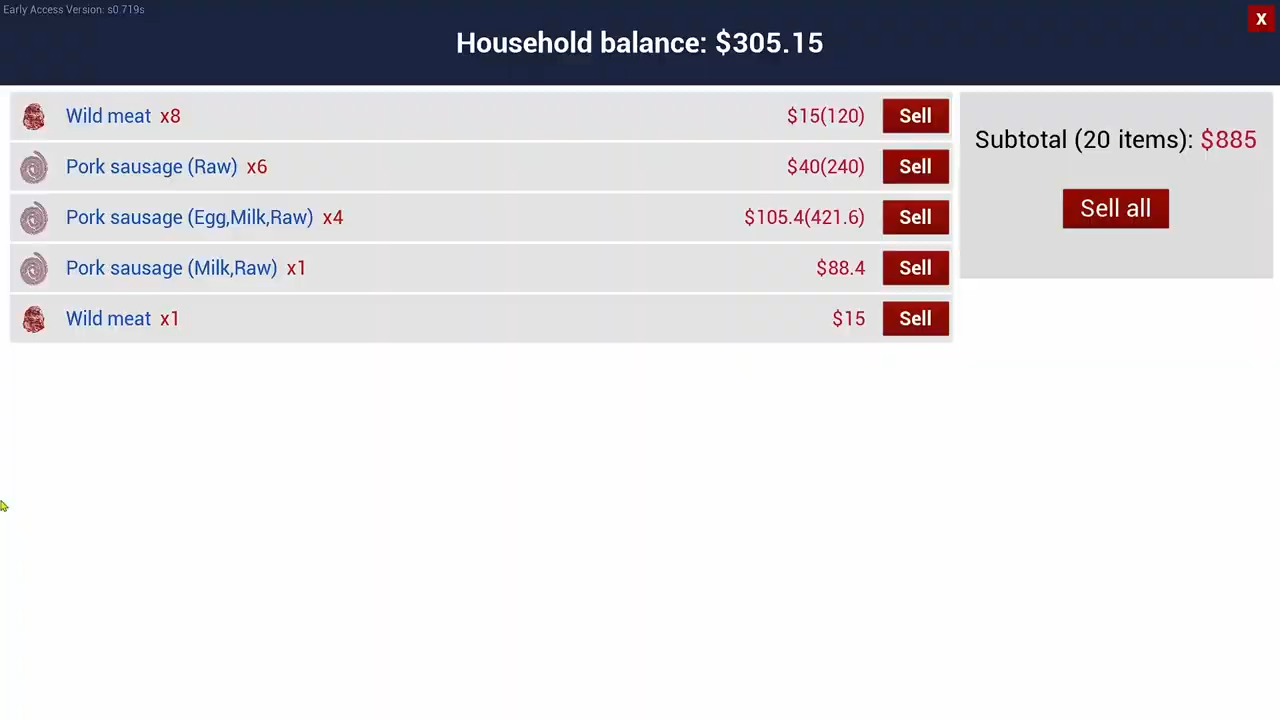 Early Access Version: s0.719s
X
Household balance: $305.15
Wild meat x8 $15(120) Sell
Pork sausage (Raw) x6 $40(240) Sell
Pork sausage (Egg,Milk,Raw) x4 $105.4(421.6) Sell
Pork sausage (Milk,Raw) x1 $88.4 Sell
Wild meat x1 $15 Sell
Subtotal (20 items): $885
Sell all